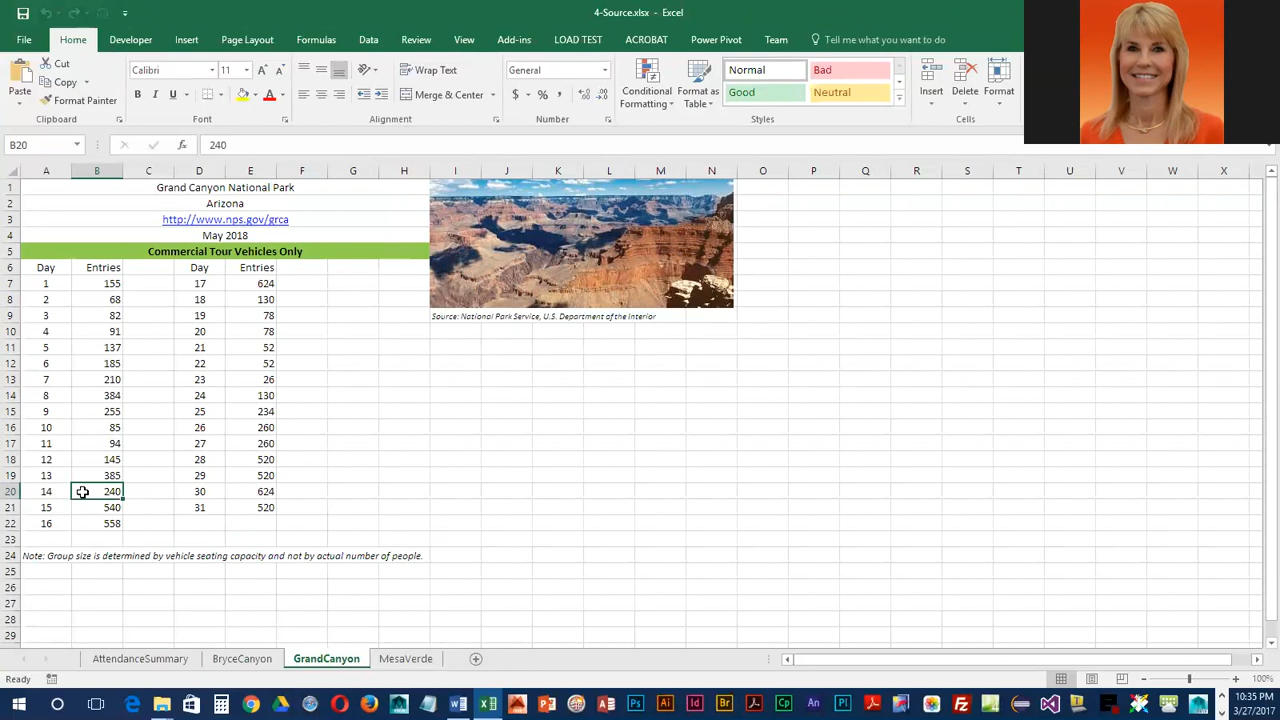 4-Source.xlsx - Excel
File Home Developer Insert Page Layout Formulas Data Review View Add-ins LOAD TEST ACROBAT Power Pivot Team Tell me what you want to do
Paste
Cut
Copy
Format Painter
Calibri 11
B I U
Wrap Text
Merge & Center
General
$ % ,
Conditional Formatting
Format as Table
Normal Bad
Good Neutral
Insert Delete Format
Clipboard Font Alignment Number Styles Cells
B20 fx 240
A B C D E F G H I J K L M N O P Q R S T U V W X
1 Grand Canyon National Park
2 Arizona
3 http://www.nps.gov/grca
4 May 2018
5 Commercial Tour Vehicles Only
6 Day Entries Day Entries
7 1 155 17 624
8 2 68 18 130
9 3 82 19 78
10 4 91 20 78
11 5 137 21 52
12 6 185 22 52
13 7 210 23 26
14 8 384 24 130
15 9 255 25 234
16 10 85 26 260
17 11 94 27 260
18 12 145 28 520
19 13 385 29 520
20 14 240 30 624
21 15 540 31 520
22 16 558
23
24 Note: Group size is determined by vehicle seating capacity and not by actual number of people.
25
26
27
28
29
Source: National Park Service, U.S. Department of the Interior
AttendanceSummary BryceCanyon GrandCanyon MesaVerde
Ready 100%
10:35 PM
3/27/2017